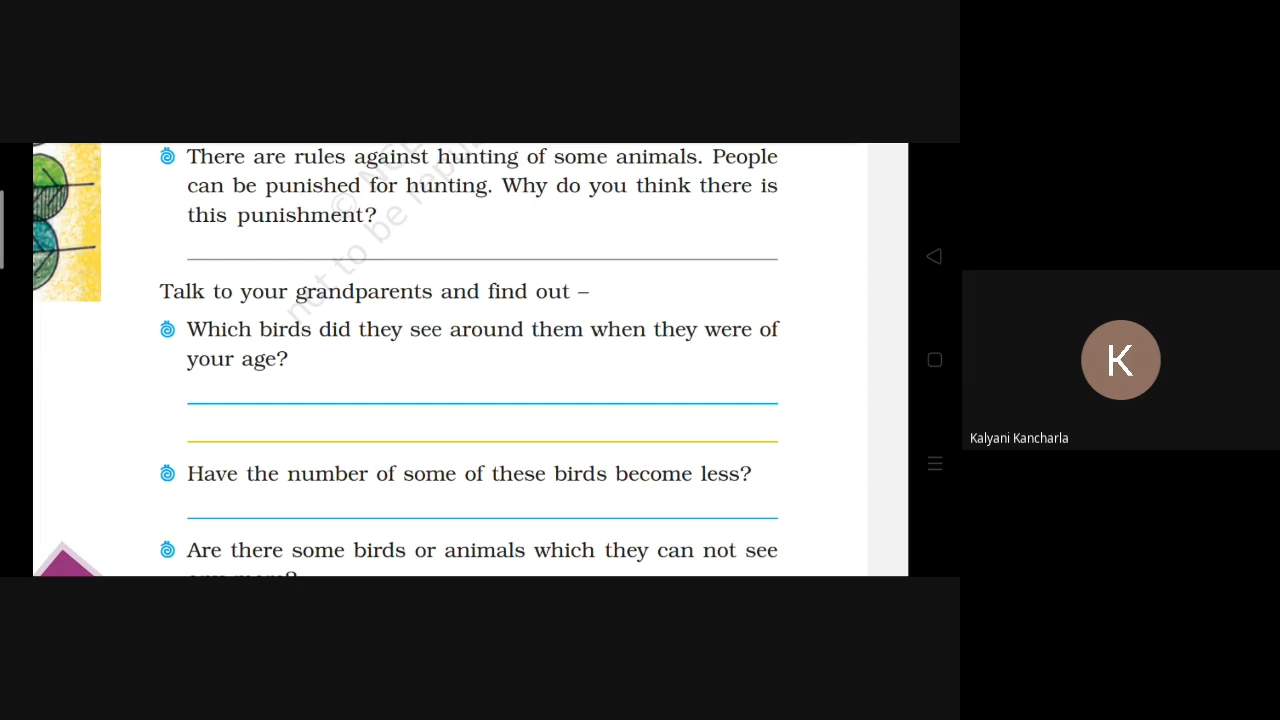 There are rules against hunting of some animals. People
can be punished for hunting. Why do you think there is
this punishment?
Talk to your grandparents and find out –
Which birds did they see around them when they were of
your age?
Have the number of some of these birds become less?
Are there some birds or animals which they can not see
not to be
K
Kalyani Kancharla